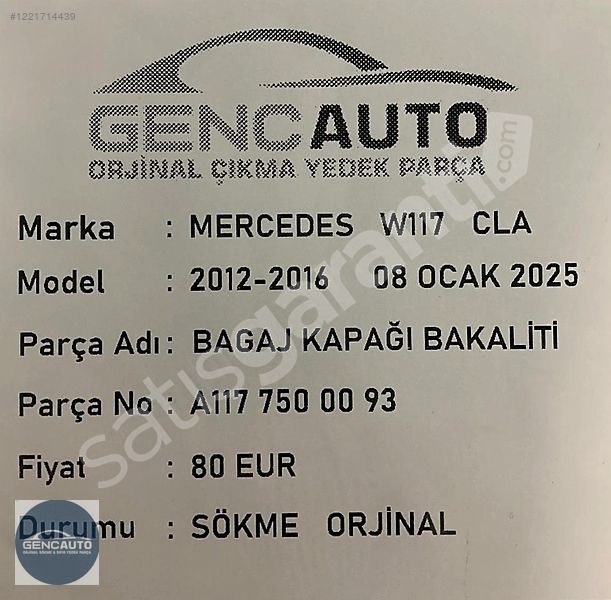 #1221714439
GENCAUTO
ORJİNAL ÇIKMA YEDEK PARÇA
Marka : MERCEDES W117 CLA
Model : 2012-2016 08 OCAK 2025
Parça Adı : BAGAJ KAPAĞI BAKALİTİ
Parça No : A117 750 00 93
Fiyat : 80 EUR
Durumu : SÖKME ORJİNAL
satışgaranti.com
GENCAUTO